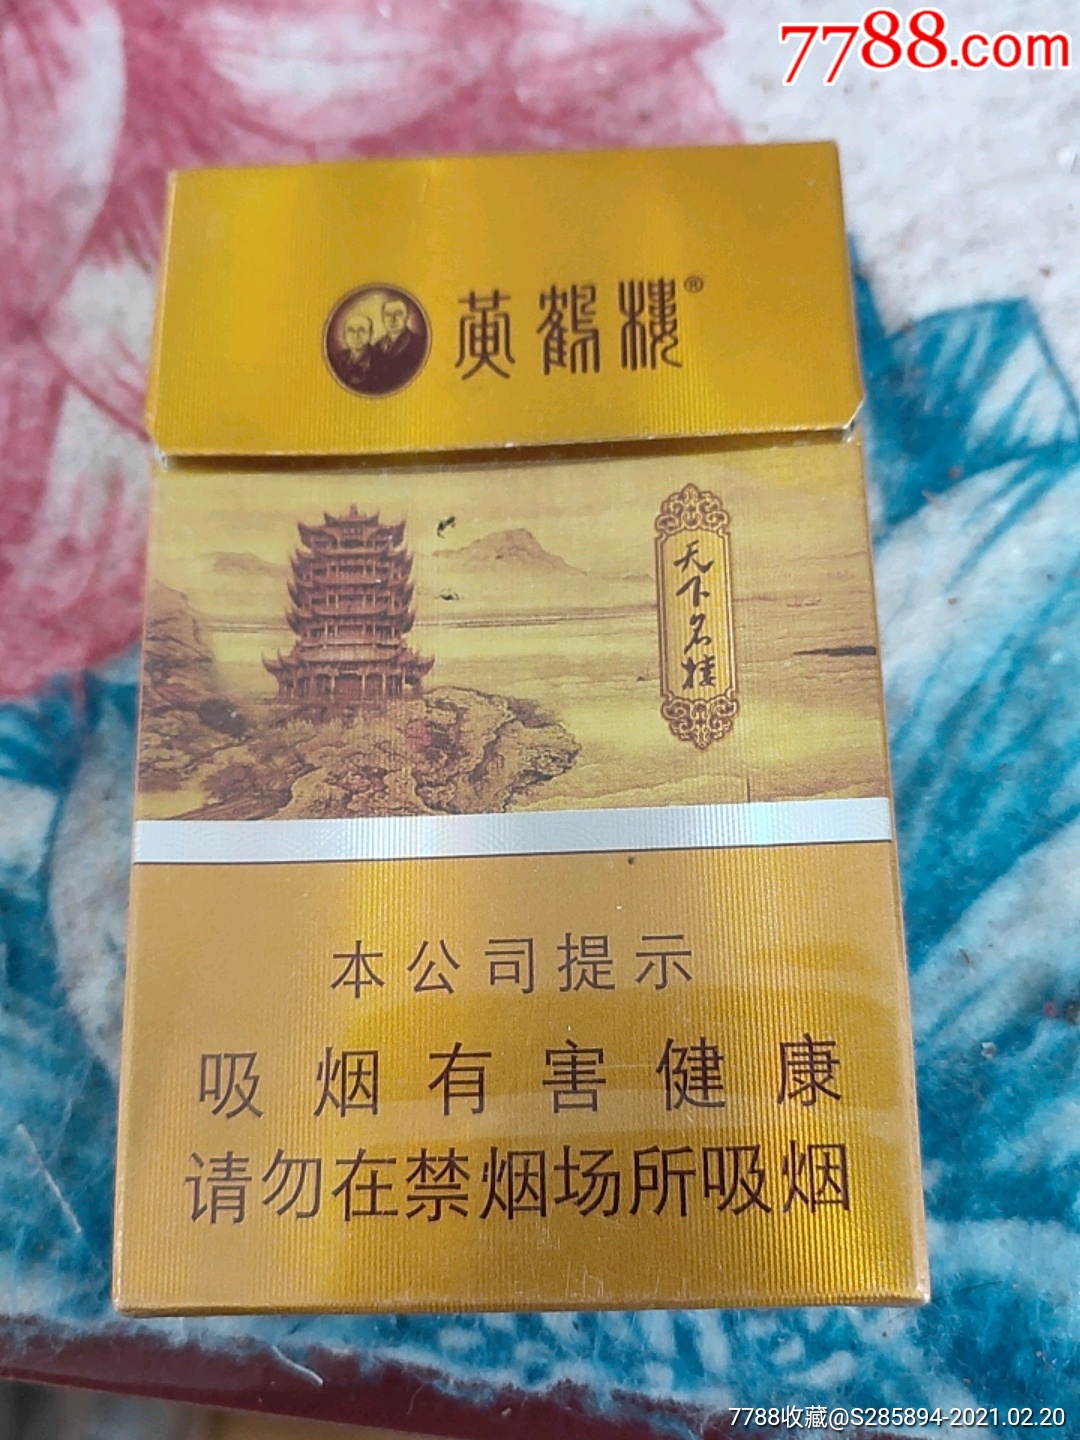 7788.com
黄鹤楼®
天下名楼
本公司提示
吸烟有害健康
请勿在禁烟场所吸烟
7788收藏@S285894-2021.02.20